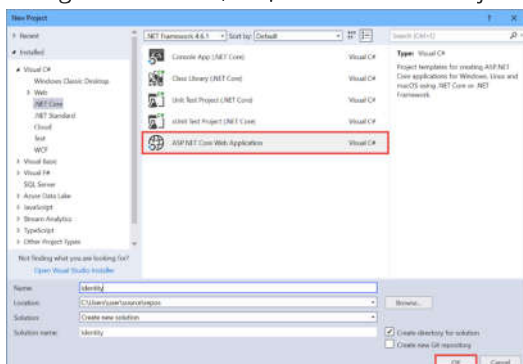 New Project
Recent
.NET Framework 4.6.1
Sort by: Default
Search (Ctrl+E)
Installed
Visual C#
Windows Classic Desktop
Web
.NET Core
.NET Standard
Cloud
Test
WCF
Visual Basic
Visual F#
SQL Server
Azure Data Lake
JavaScript
Stream Analytics
TypeScript
Other Project Types
Not finding what you are looking for?
Open Visual Studio Installer
Console App (.NET Core) Visual C#
Class Library (.NET Core) Visual C#
Unit Test Project (.NET Core) Visual C#
xUnit Test Project (.NET Core) Visual C#
ASP.NET Core Web Application Visual C#
Type: Visual C#
Project templates for creating ASP.NET
Core applications for Windows, Linux and
macOS using .NET Core or .NET
Framework.
Name: Identity
Location: C:\Users\user\source\repos
Browse...
Solution: Create new solution
Solution name: Identity
Create directory for solution
Create new Git repository
OK Cancel